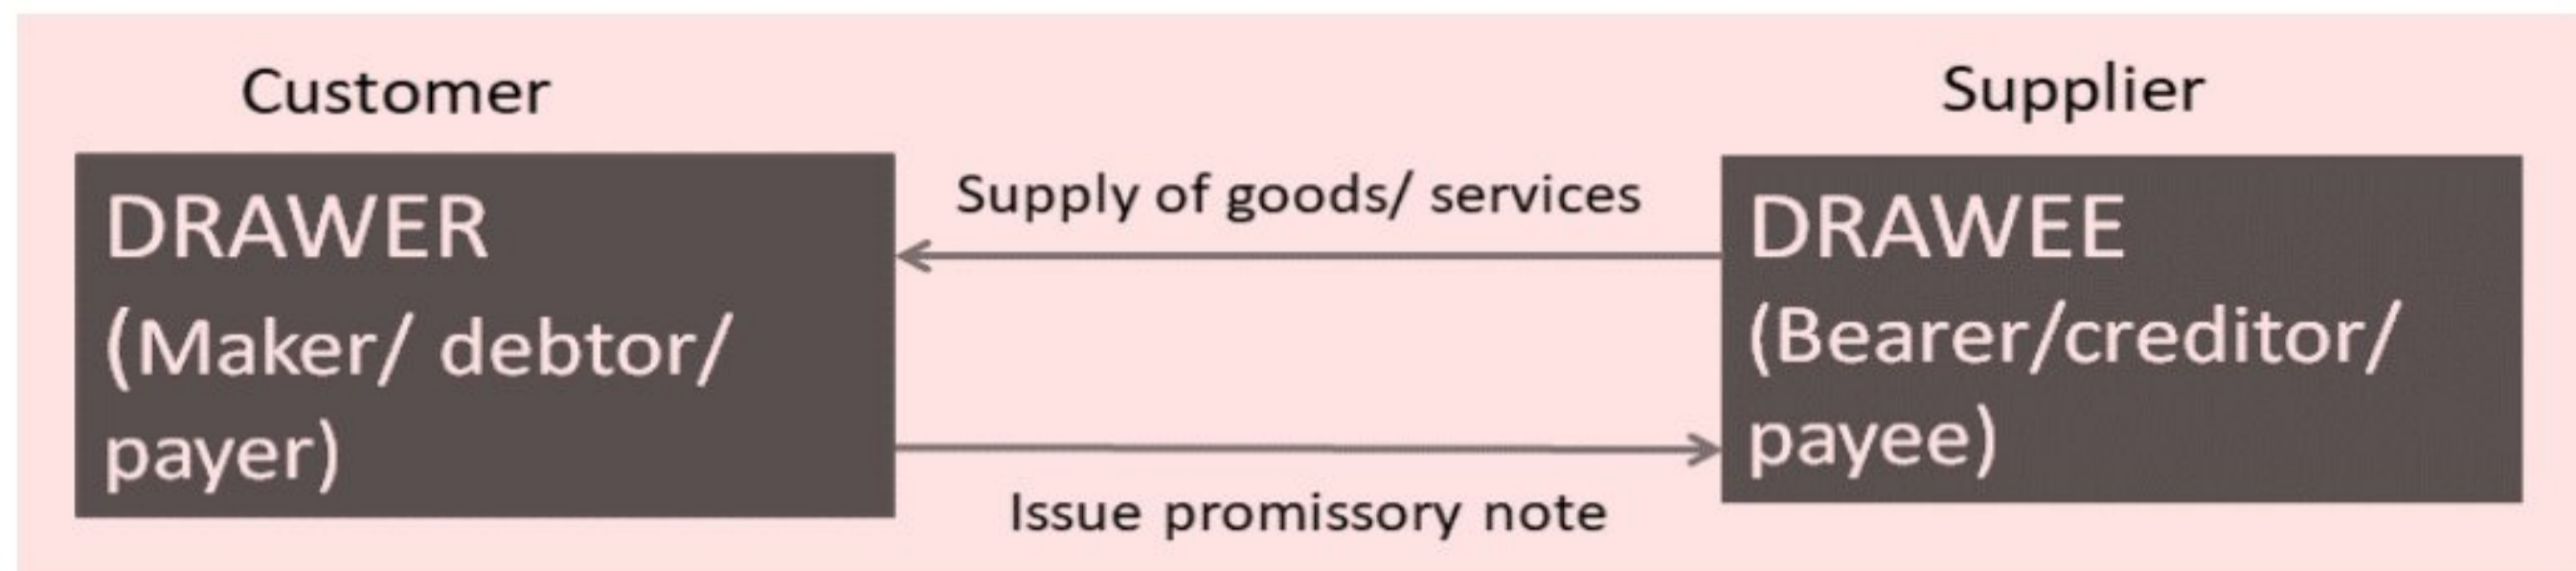 Customer
Supplier
DRAWER
(Maker/ debtor/
payer)
Supply of goods/ services
Issue promissory note
DRAWEE
(Bearer/creditor/
payee)